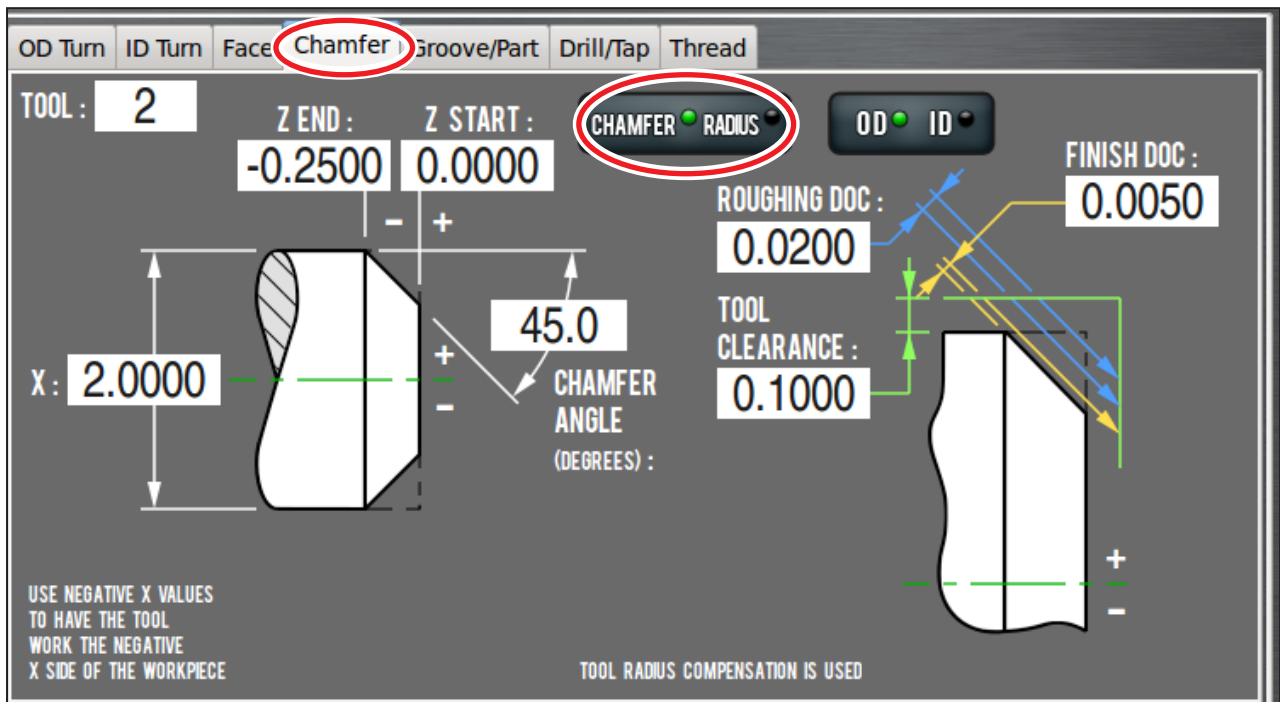 OD Turn ID Turn Face Chamfer Groove/Part Drill/Tap Thread
TOOL : 2
Z END : Z START :
-0.2500 0.0000
CHAMFER RADIUS
OD ID
FINISH DOC :
0.0050
ROUGHING DOC :
0.0200
- +
45.0
CHAMFER
ANGLE
(DEGREES) :
TOOL
CLEARANCE :
0.1000
X : 2.0000
+
-
+
-
USE NEGATIVE X VALUES
TO HAVE THE TOOL
WORK THE NEGATIVE
X SIDE OF THE WORKPIECE
TOOL RADIUS COMPENSATION IS USED